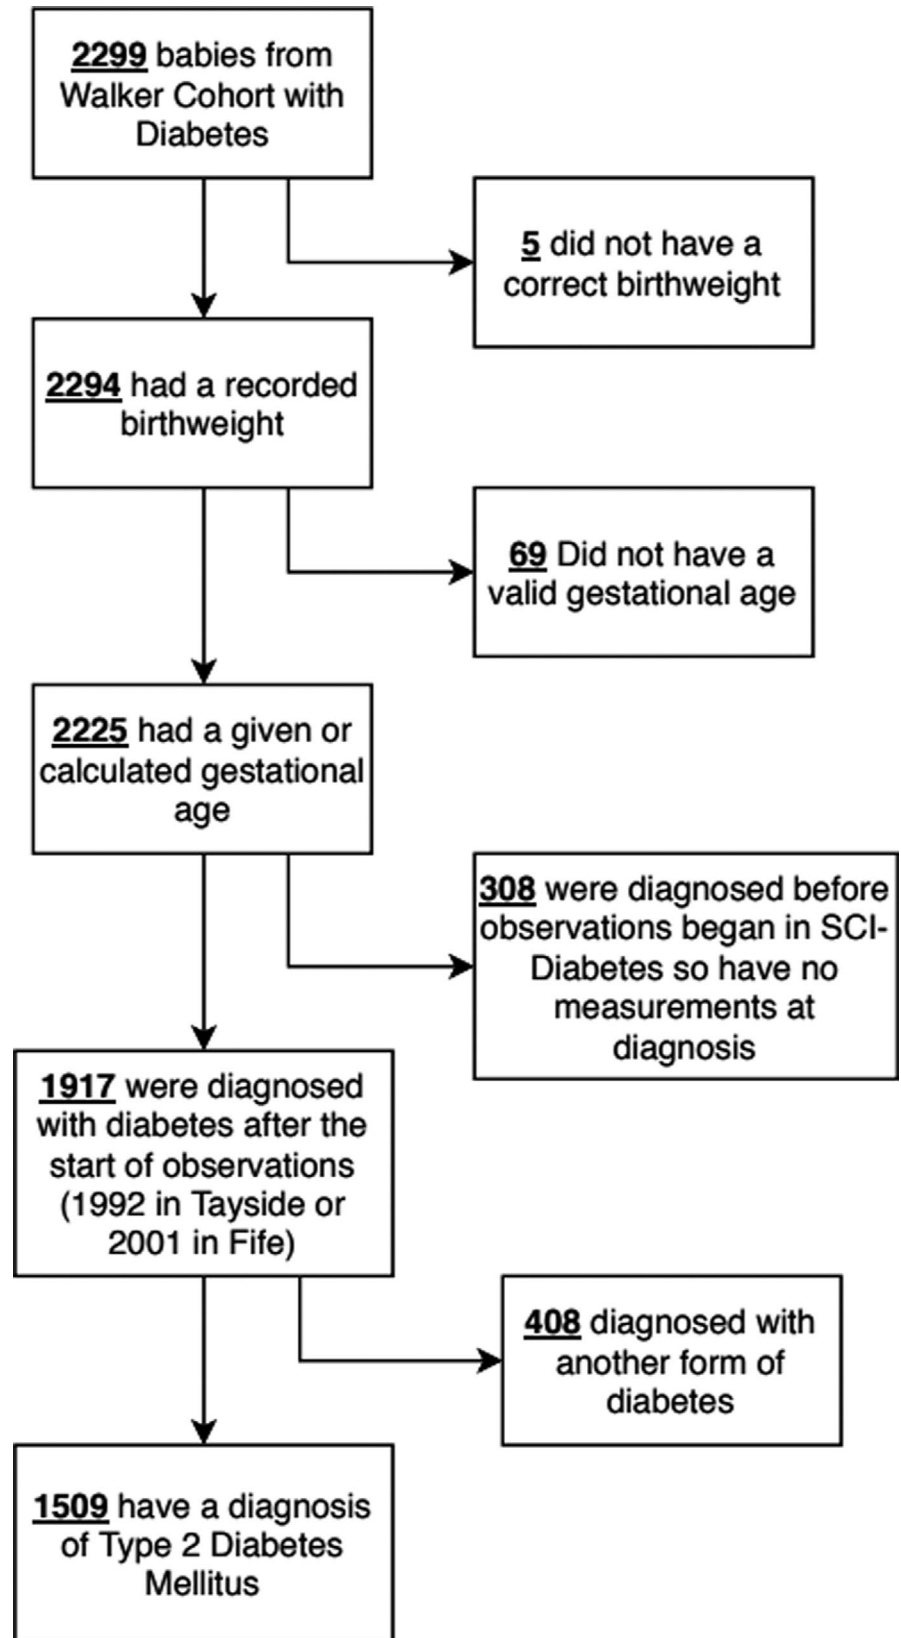 2299 babies from
Walker Cohort with
Diabetes
5 did not have a
correct birthweight
2294 had a recorded
birthweight
69 Did not have a
valid gestational age
2225 had a given or
calculated gestational
age
308 were diagnosed before
observations began in SCI-
Diabetes so have no
measurements at
diagnosis
1917 were diagnosed
with diabetes after the
start of observations
(1992 in Tayside or
2001 in Fife)
408 diagnosed with
another form of
diabetes
1509 have a diagnosis
of Type 2 Diabetes
Mellitus